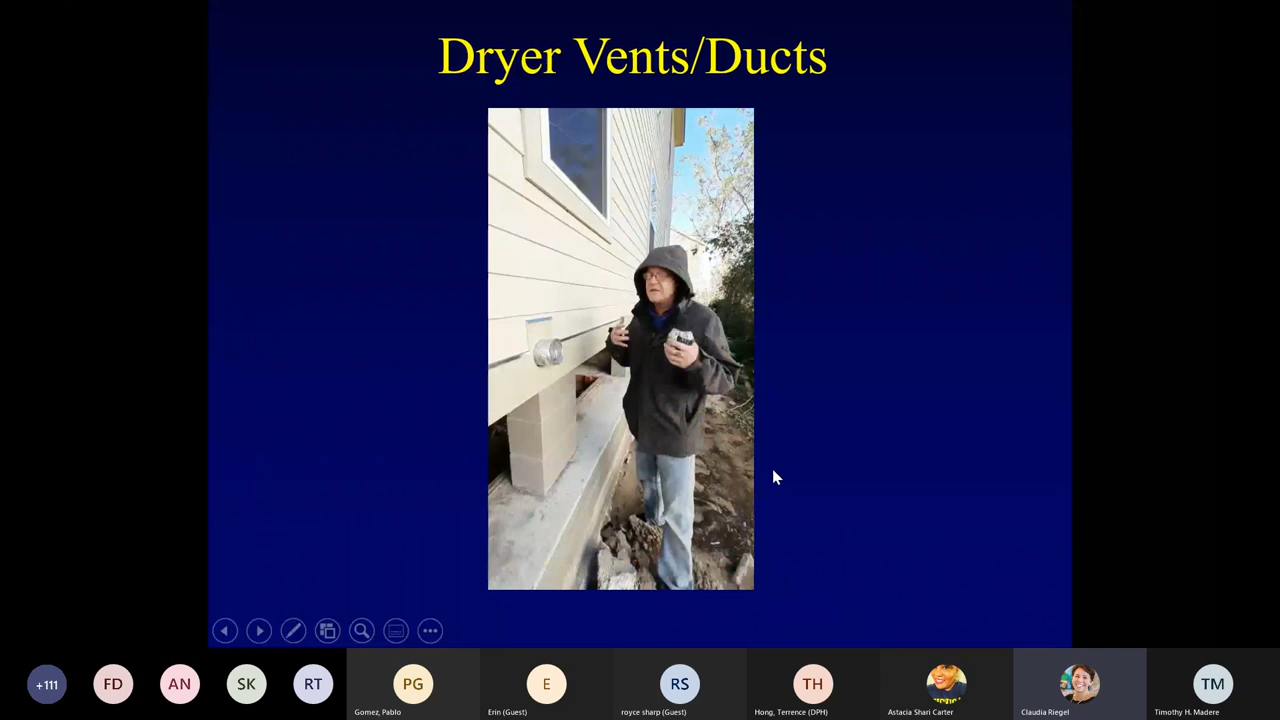 Dryer Vents/Ducts
+111
FD
AN
SK
RT
PG
E
RS
TH
TM
Gomez, Pablo
Erin (Guest)
royce sharp (Guest)
Hong, Terrence (DPH)
Astacia Shari Carter
Claudia Riegel
Timothy H. Madere